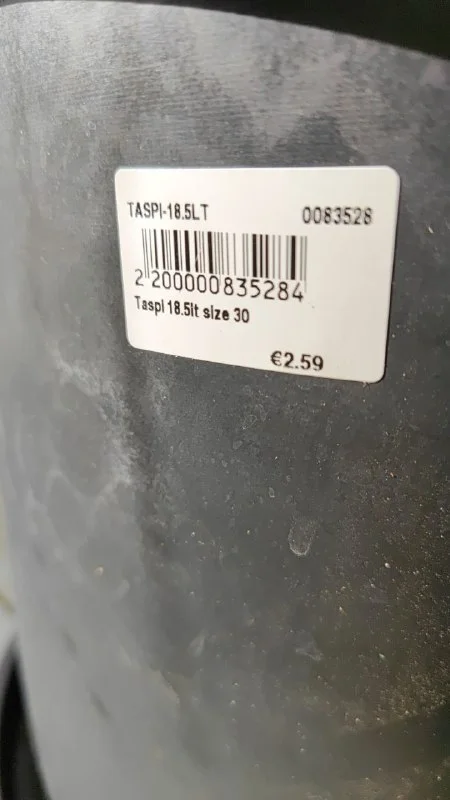 TASPI-18.5LT 0083528
2 200000 835284
Taspi 18.5lt size 30
€2.59